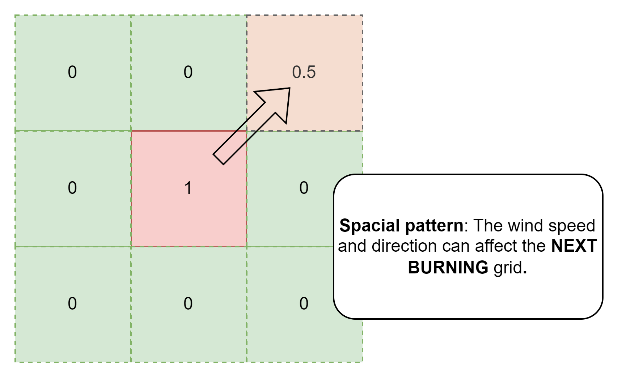 0 0 0.5
0 1 0
0 0 0
Spacial pattern: The wind speed
and direction can affect the NEXT
BURNING grid.